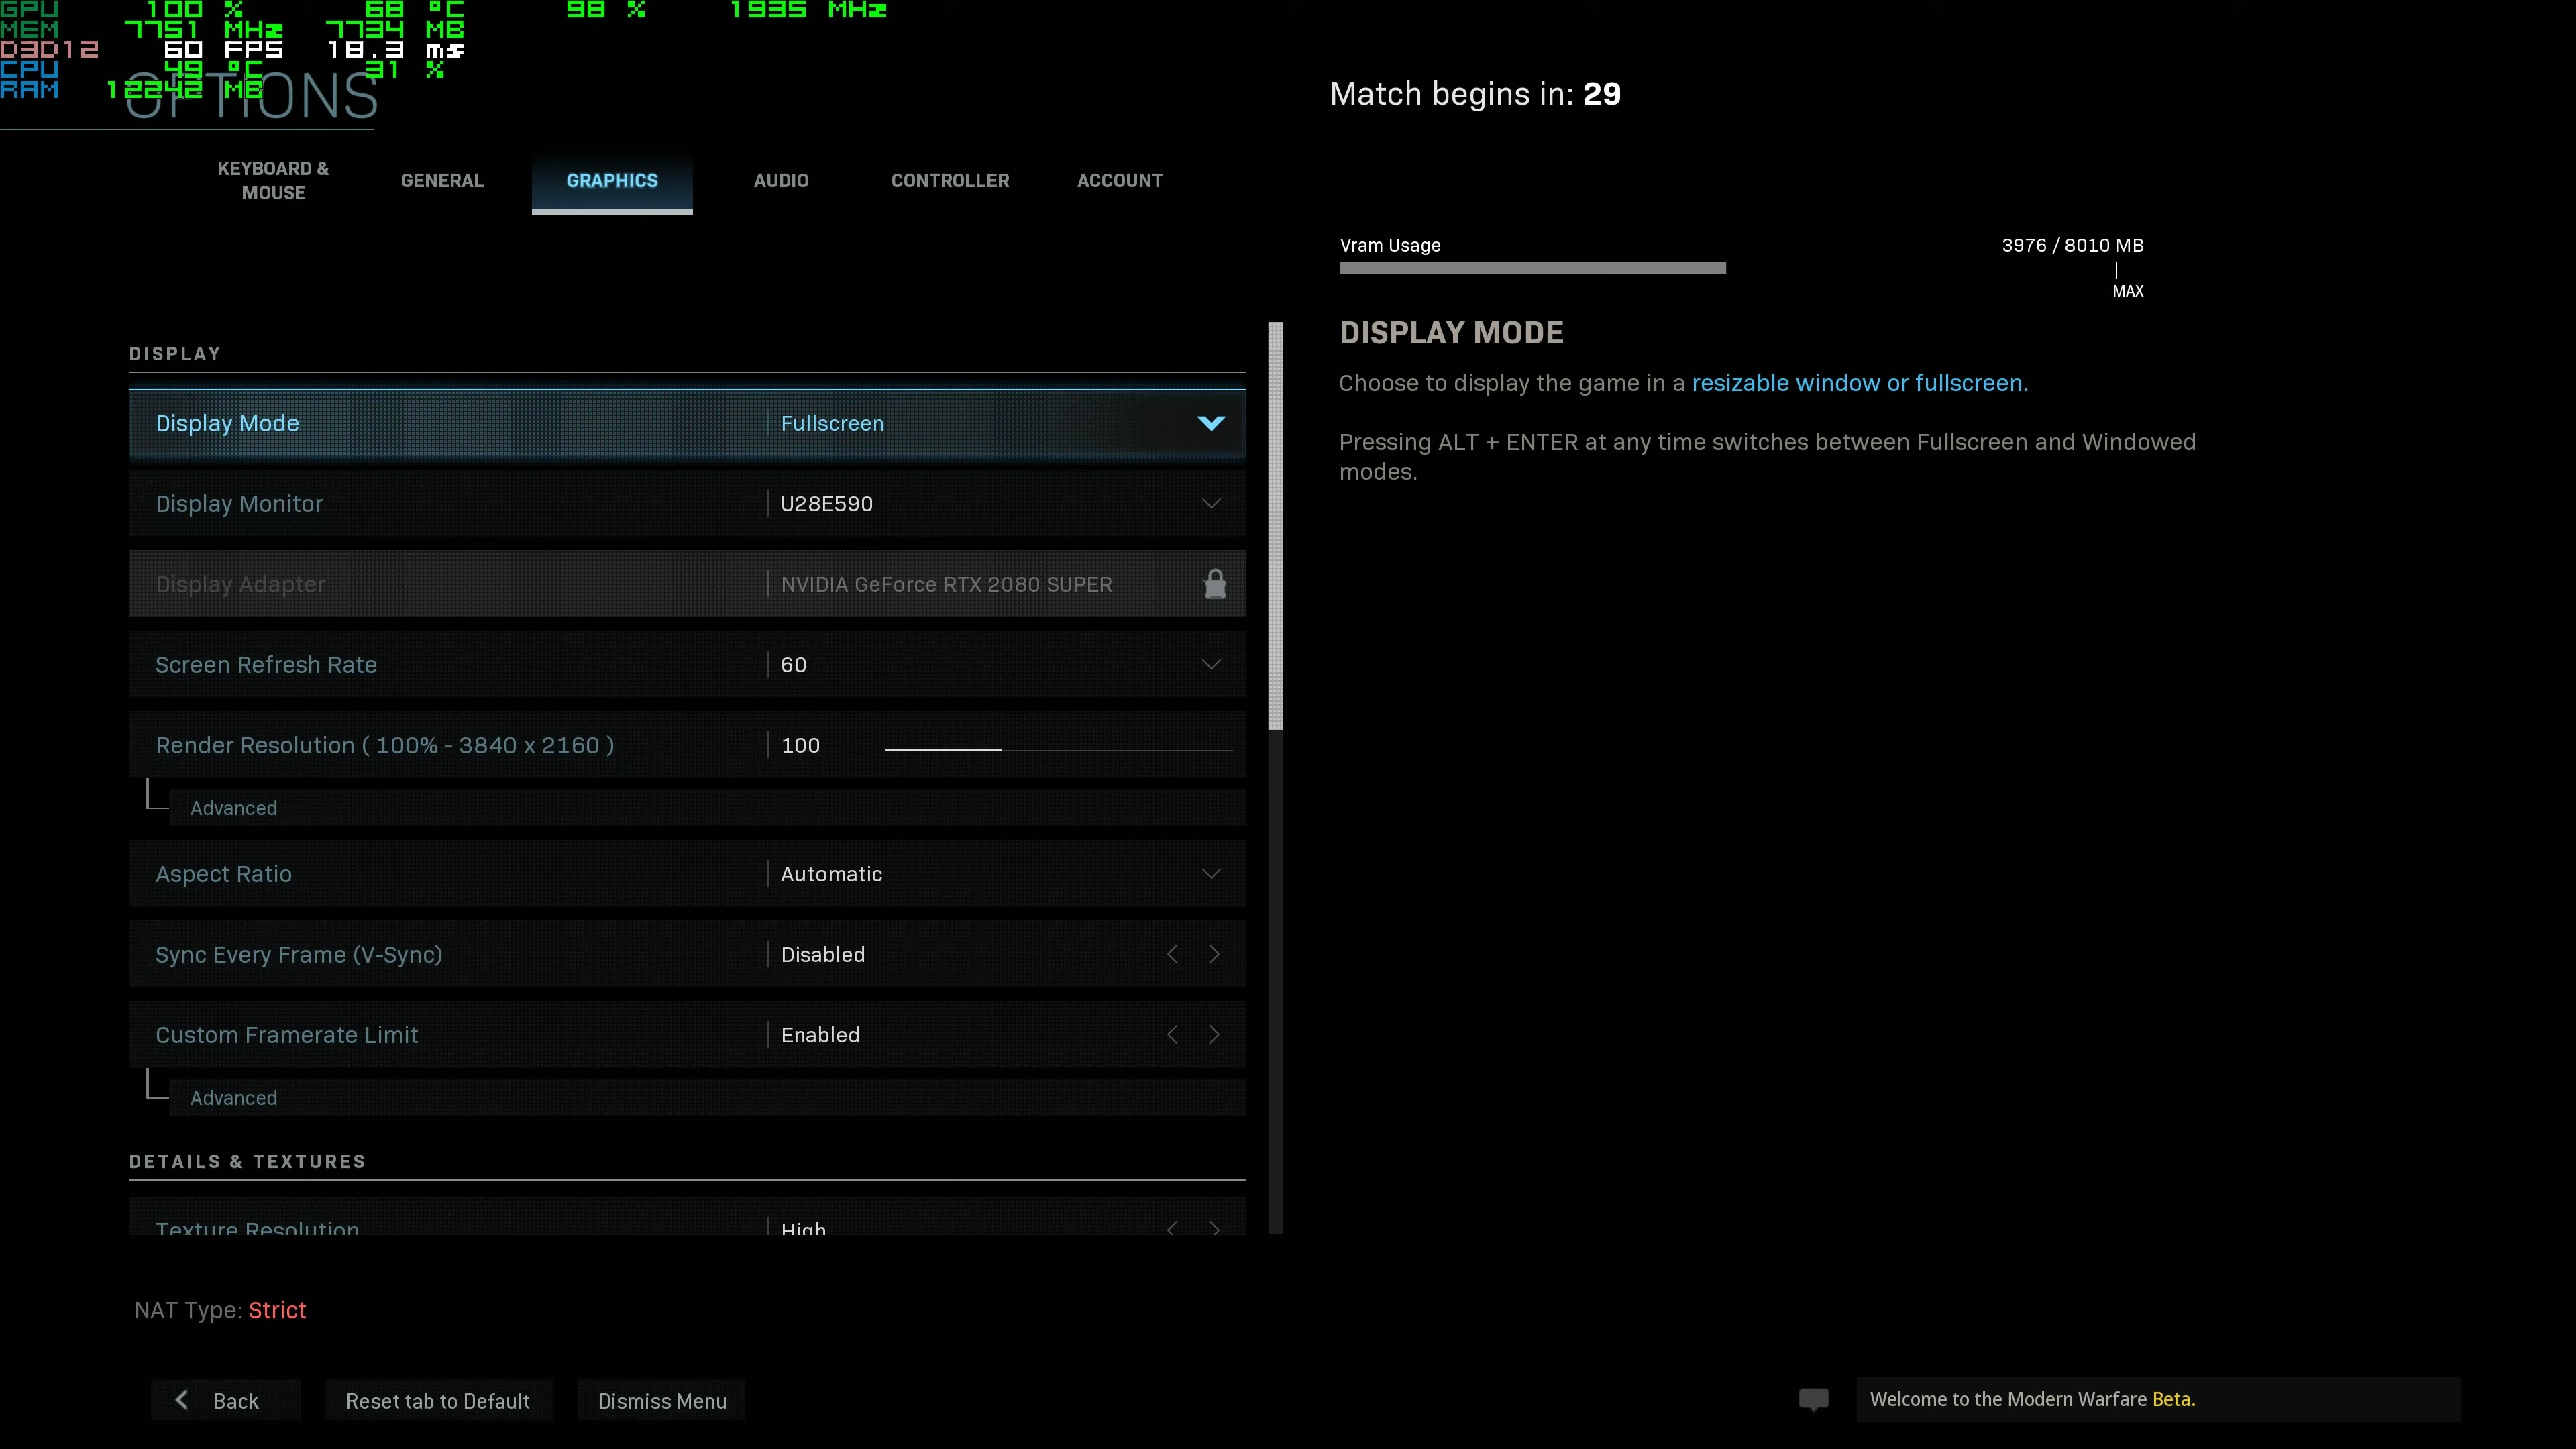 GPU 100 % 68 °C 98 % 1935 MHz
MEM 7751 MHz 7734 MB
D3D12 60 FPS 18.3 ms
CPU 49 °C 31 %
RAM 12242 MB
OPTIONS
Match begins in: 29
KEYBOARD & MOUSE
GENERAL
GRAPHICS
AUDIO
CONTROLLER
ACCOUNT
Vram Usage 3976 / 8010 MB
MAX
DISPLAY
Display Mode Fullscreen
Display Monitor U28E590
Display Adapter NVIDIA GeForce RTX 2080 SUPER
Screen Refresh Rate 60
Render Resolution ( 100% - 3840 x 2160 ) 100
Advanced
Aspect Ratio Automatic
Sync Every Frame (V-Sync) Disabled
Custom Framerate Limit Enabled
Advanced
DETAILS & TEXTURES
Texture Resolution High
DISPLAY MODE
Choose to display the game in a resizable window or fullscreen.
Pressing ALT + ENTER at any time switches between Fullscreen and Windowed
modes.
NAT Type: Strict
Back
Reset tab to Default
Dismiss Menu
Welcome to the Modern Warfare Beta.